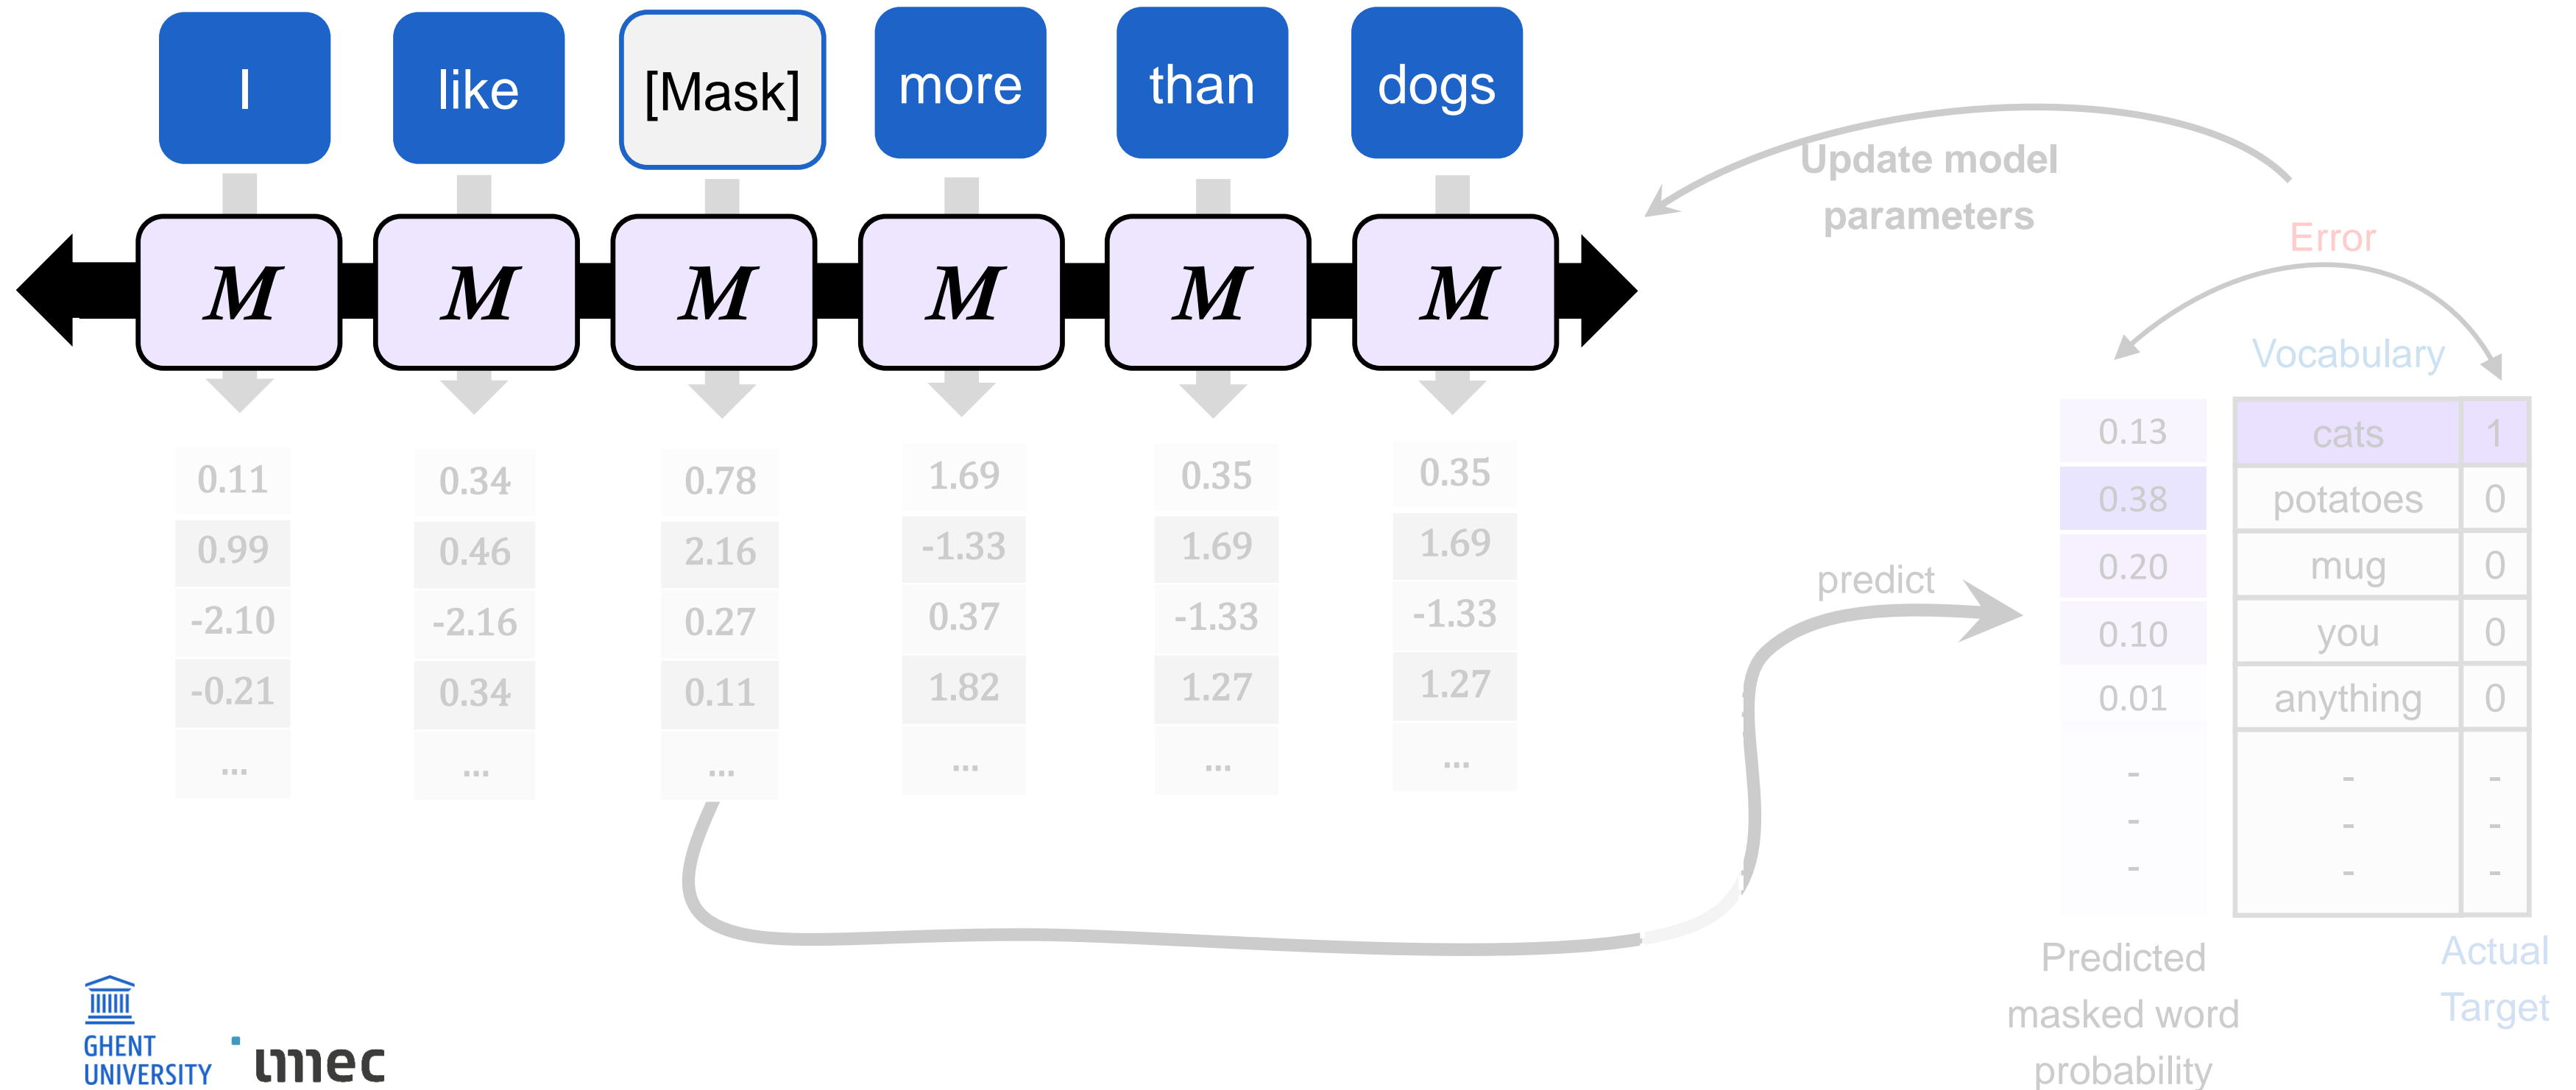 I like [Mask] more than dogs
Update model
parameters
Error
M M M M M M
Vocabulary
0.13 cats 1
0.38 potatoes 0
0.20 mug 0
0.10 you 0
0.01 anything 0
- - -
- - -
- - -
0.11 0.34 0.78 1.69 0.35 0.35
0.99 0.46 2.16 -1.33 1.69 1.69
-2.10 -2.16 0.27 0.37 -1.33 -1.33
-0.21 0.34 0.11 1.82 1.27 1.27
... ... ... ... ... ...
predict
Predicted
masked word
probability
Actual
Target
GHENT
UNIVERSITY
imec